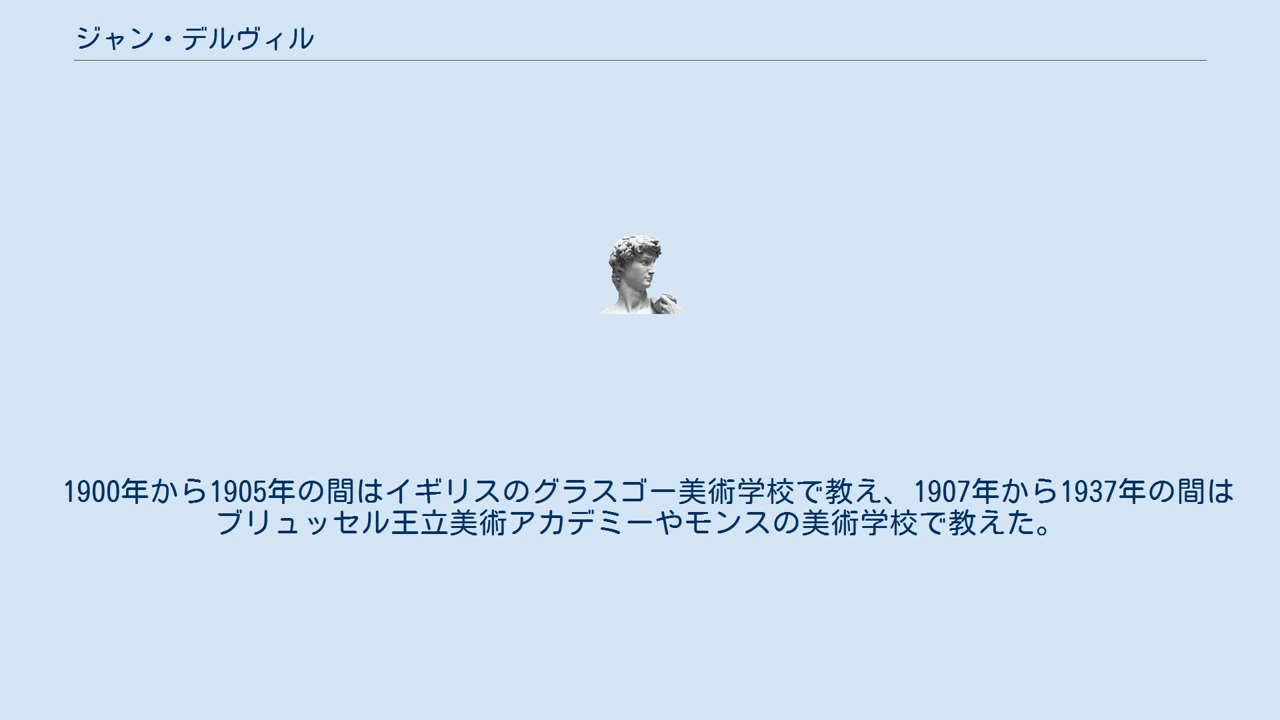 ジャン・デルヴィル
1900年から1905年の間はイギリスのグラスゴー美術学校で教え、1907年から1937年の間は
ブリュッセル王立美術アカデミーやモンスの美術学校で教えた。